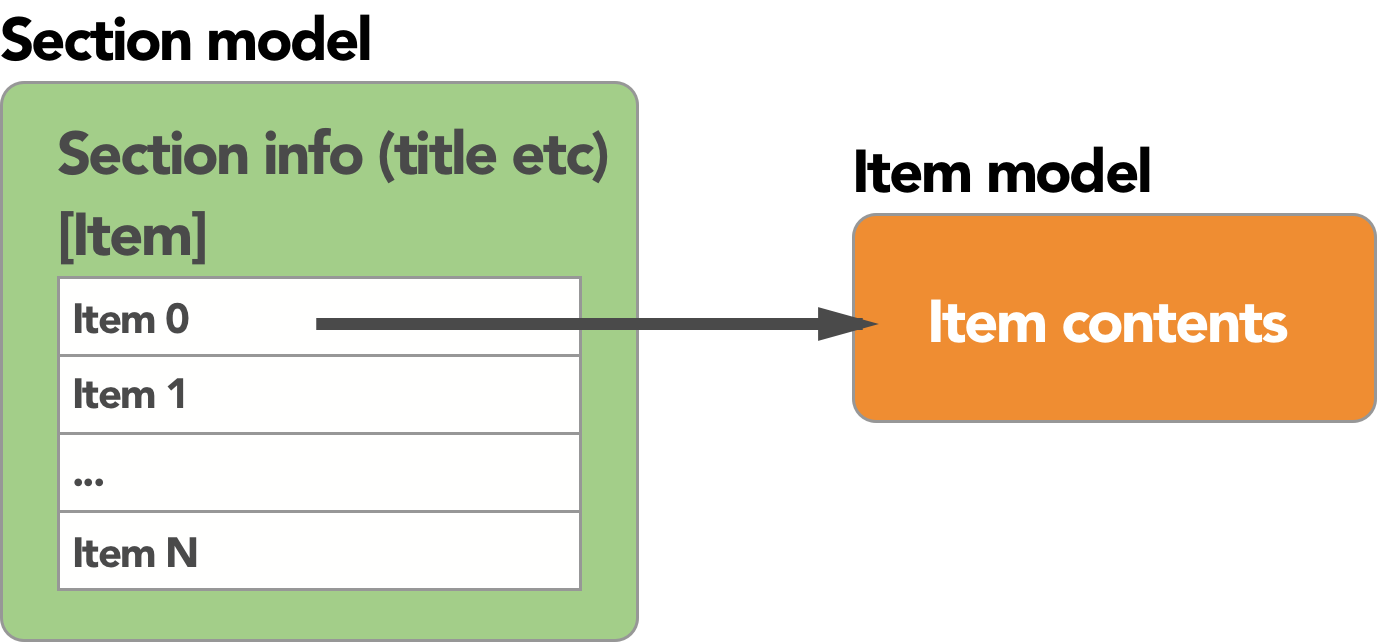 Section model
Section info (title etc)
[Item]
Item 0
Item 1
...
Item N
Item model
Item contents